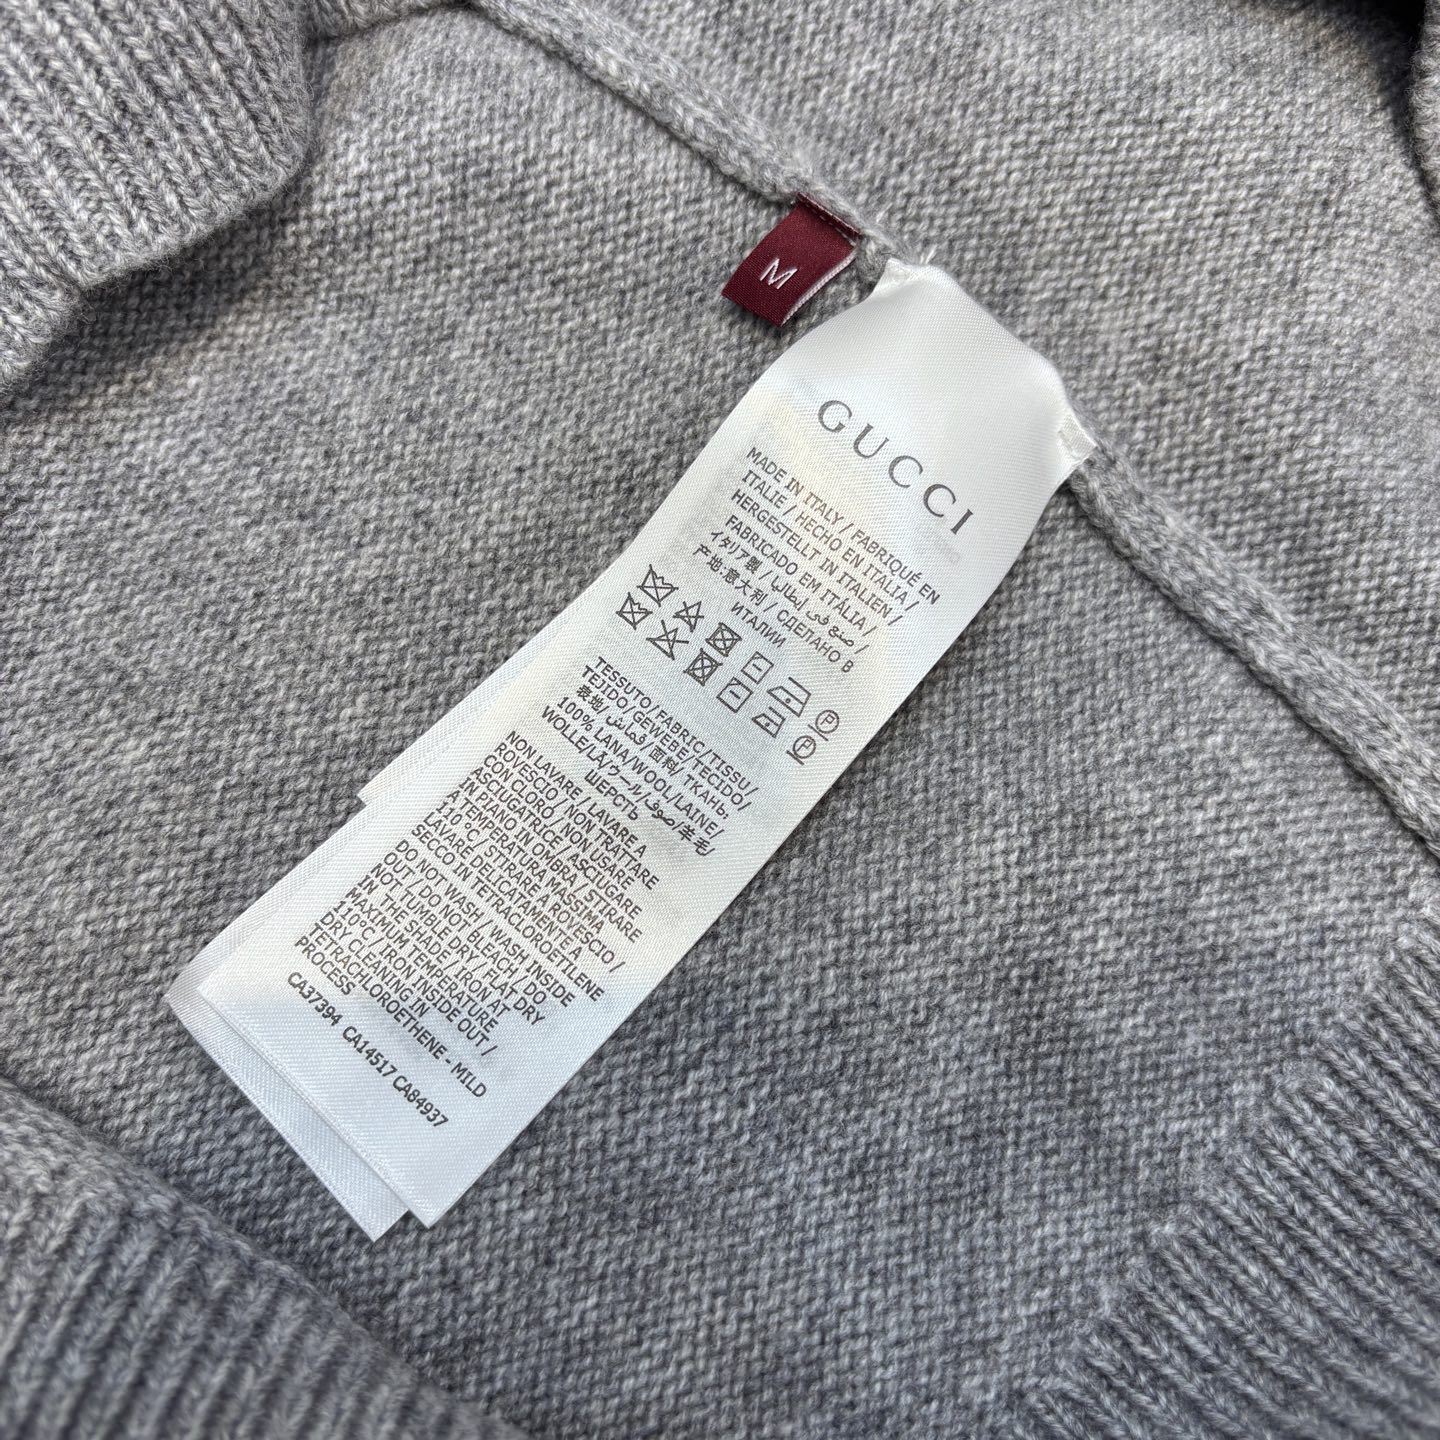 M
GUCCI
MADE IN ITALY / FABRIQUÉ EN
ITALIE / HECHO EN ITALIA /
HERGESTELLT IN ITALIEN /
FABRICADO EM ITÁLIA /
イタリア製 / صنع في إيطاليا /
产地:意大利 / СДЕЛАНО В
ИТАЛИИ
P
P
TESSUTO/FABRIC/TISSU/
TEJIDO/GEWEBE/TECIDO/
表地/قماش/面料/ТКАНЬ.
100% LANA/WOOL/LAINE/
WOLLE/LÃ/ウール/صوف/羊毛/
ШЕРСТЬ
NON LAVARE / LAVARE A
ROVESCIO / NON TRATTARE
CON CLORO / NON USARE
ASCIUGATRICE / ASCIUGARE
IN PIANO IN OMBRA / STIRARE
A TEMPERATURA MASSIMA
110°C / STIRARE A ROVESCIO /
LAVARE DELICATAMENTE A
SECCO CON TETRACLOROETILENE
DO NOT WASH / WASH INSIDE
OUT / DO NOT BLEACH / DO
NOT TUMBLE DRY / FLAT DRY
IN THE SHADE / IRON AT
MAXIMUM TEMPERATURE
110°C / IRON INSIDE OUT /
DRY CLEANING IN
TETRACHLOROETHENE - MILD
PROCESS
CA37394 CA14517 CA84937